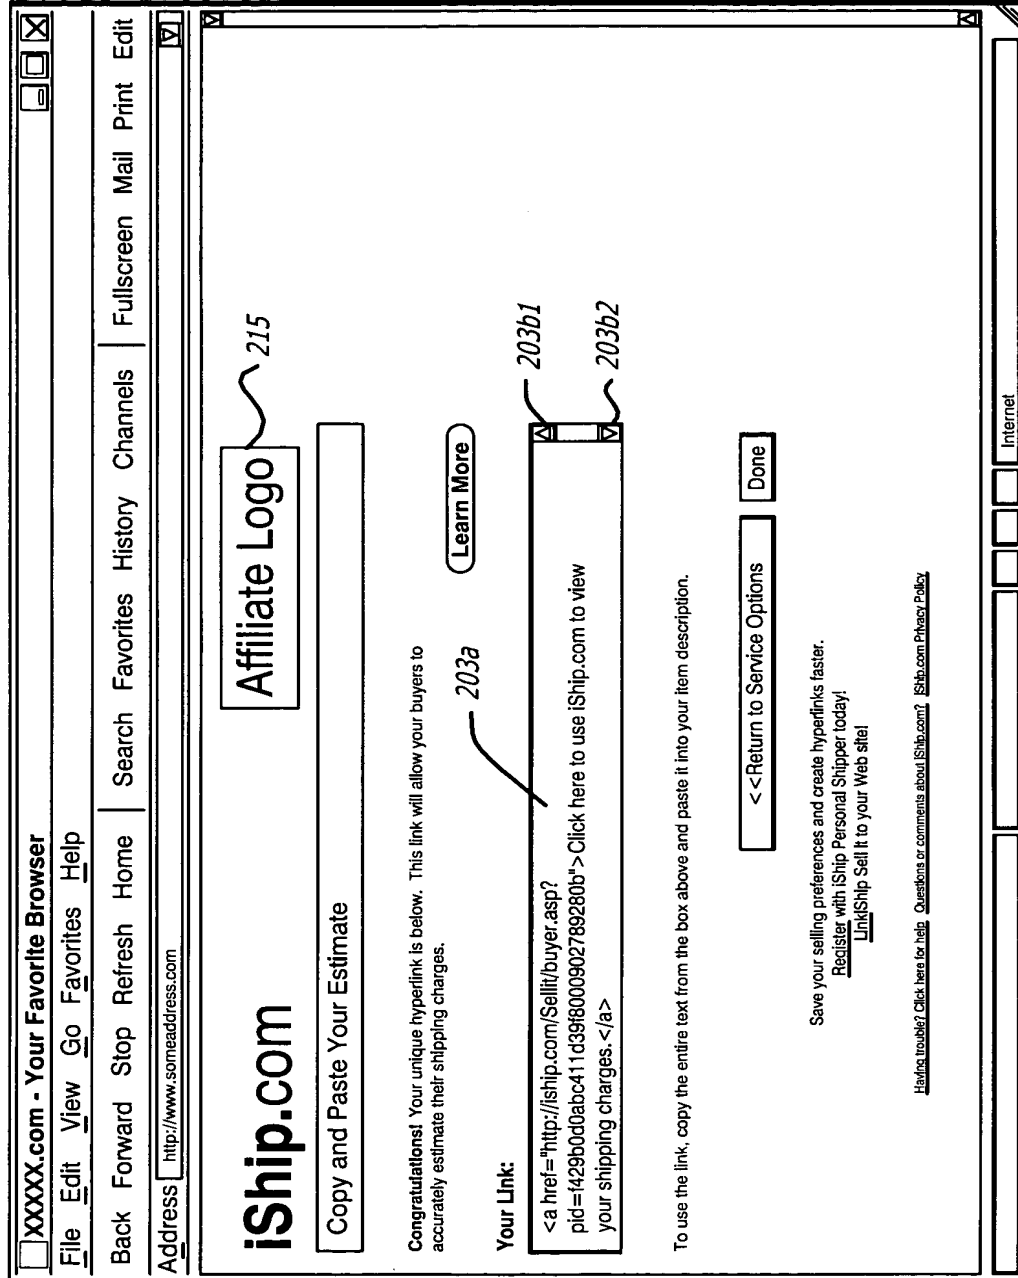 XXXXX.com - Your Favorite Browser
File Edit View Go Favorites Help
Back Forward Stop Refresh Home Search Favorites History Channels Fullscreen Mail Print Edit
Address http://www.someaddress.com
iShip.com
Affiliate Logo
215
Copy and Paste Your Estimate
Congratulations! Your unique hyperlink is below. This link will allow your buyers to
accurately estimate their shipping charges.
Learn More
Your Link:
203a
203b1
<a href="http://iship.com/Sellit/buyer.asp?
pid=f429b0d0abc411d39f8000902789280b">Click here to use iShip.com to view
your shipping charges.</a>
203b2
To use the link, copy the entire text from the box above and paste it into your item description.
<<Return to Service Options
Done
Save your selling preferences and create hyperlinks faster.
Register with iShip Personal Shipper today!
LinkiShip Sell It to your Web site!
Having trouble? Click here for help Questions or comments about iShip.com? iShip.com Privacy Policy
Internet